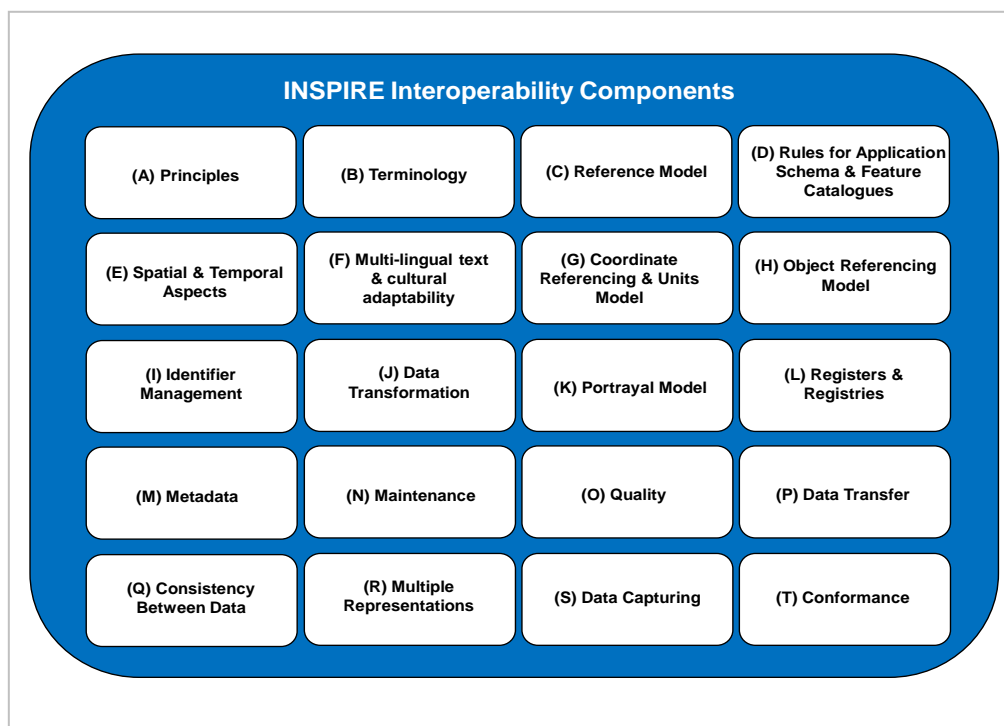 INSPIRE Interoperability Components
(A) Principles
(B) Terminology
(C) Reference Model
(D) Rules for Application
Schema & Feature
Catalogues
(E) Spatial & Temporal
Aspects
(F) Multi-lingual text
& cultural
adaptability
(G) Coordinate
Referencing & Units
Model
(H) Object Referencing
Model
(I) Identifier
Management
(J) Data
Transformation
(K) Portrayal Model
(L) Registers &
Registries
(M) Metadata
(N) Maintenance
(O) Quality
(P) Data Transfer
(Q) Consistency
Between Data
(R) Multiple
Representations
(S) Data Capturing
(T) Conformance